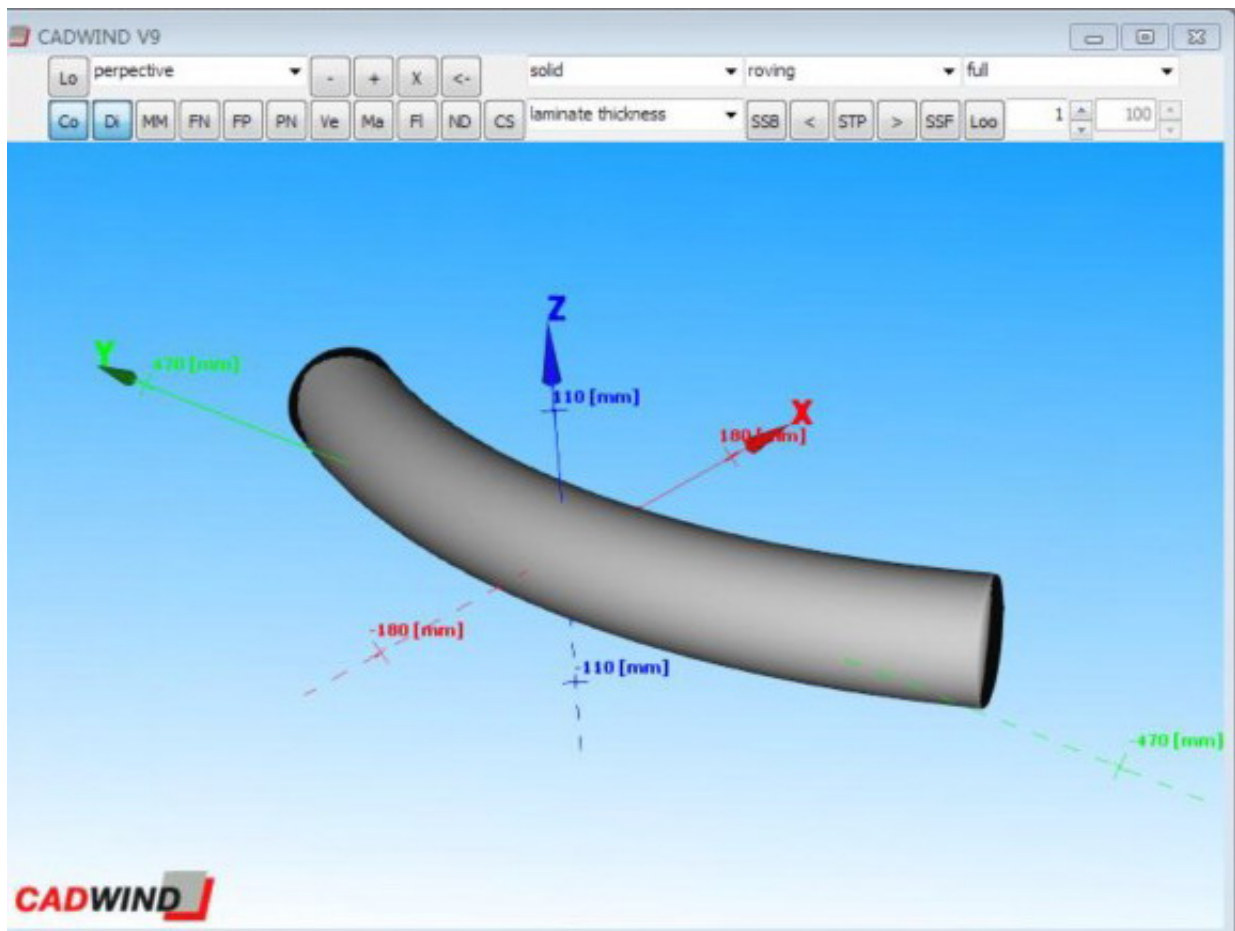 CADWIND V9
Lo perpective - + X <- solid roving full
Co Di MM FN FP PN Ve Ma Fl ND CS laminate thickness SSB < STP > SSF Loo 1 100
Z
Y
470 [mm]
110 [mm]
X
180 [mm]
-180 [mm]
-110 [mm]
-470 [mm]
CADWIND